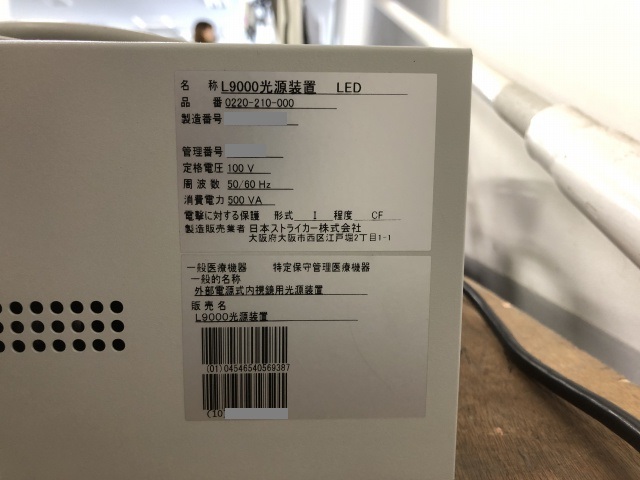 名 称 L9000光源装置 LED
品 番 0220-210-000
製造番号
管理番号
定格電圧 100 V
周波数 50/60 Hz
消費電力 500 VA
電撃に対する保護 形式 I 程度 CF
製造販売業者 日本ストライカー株式会社
大阪府大阪市西区江戸堀2丁目1-1
一般医療機器 特定保守管理医療機器
一般的名称
外部電源式内視鏡用光源装置
販売名
L9000光源装置
(01)04546540569387
(10)